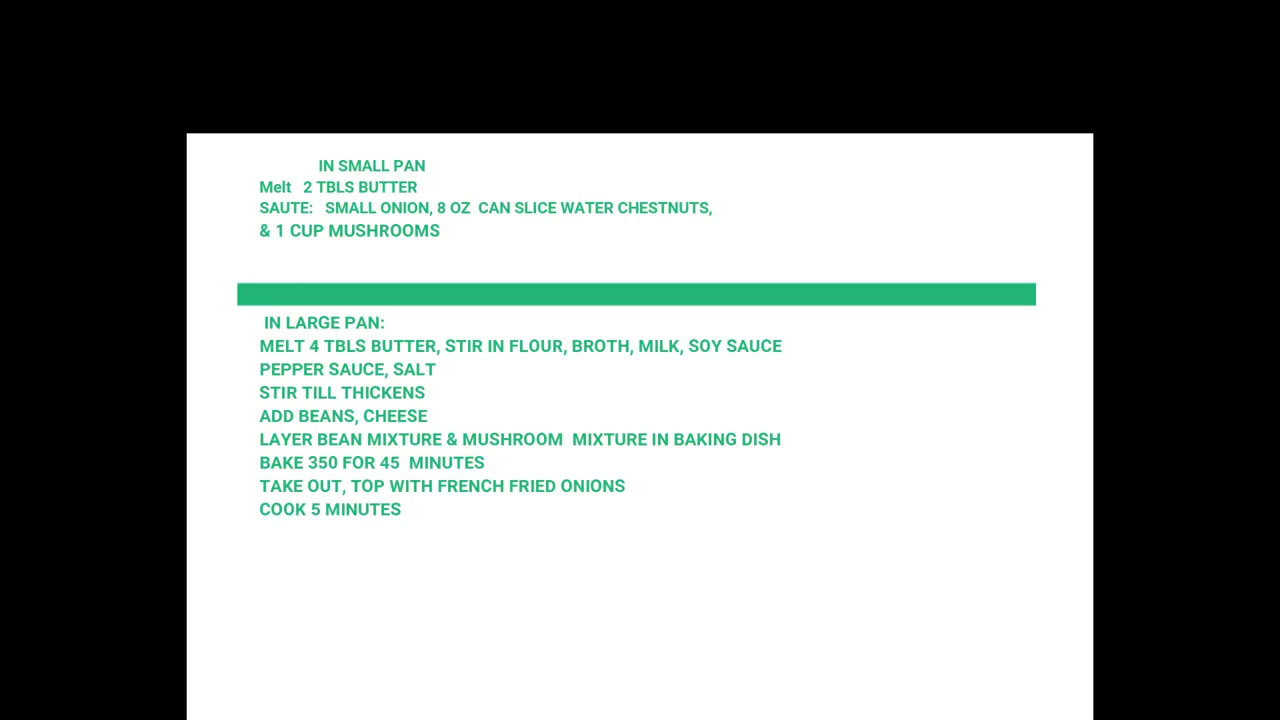 IN SMALL PAN
Melt 2 TBLS BUTTER
SAUTE: SMALL ONION, 8 OZ CAN SLICE WATER CHESTNUTS,
& 1 CUP MUSHROOMS
IN LARGE PAN:
MELT 4 TBLS BUTTER, STIR IN FLOUR, BROTH, MILK, SOY SAUCE
PEPPER SAUCE, SALT
STIR TILL THICKENS
ADD BEANS, CHEESE
LAYER BEAN MIXTURE & MUSHROOM MIXTURE IN BAKING DISH
BAKE 350 FOR 45 MINUTES
TAKE OUT, TOP WITH FRENCH FRIED ONIONS
COOK 5 MINUTES